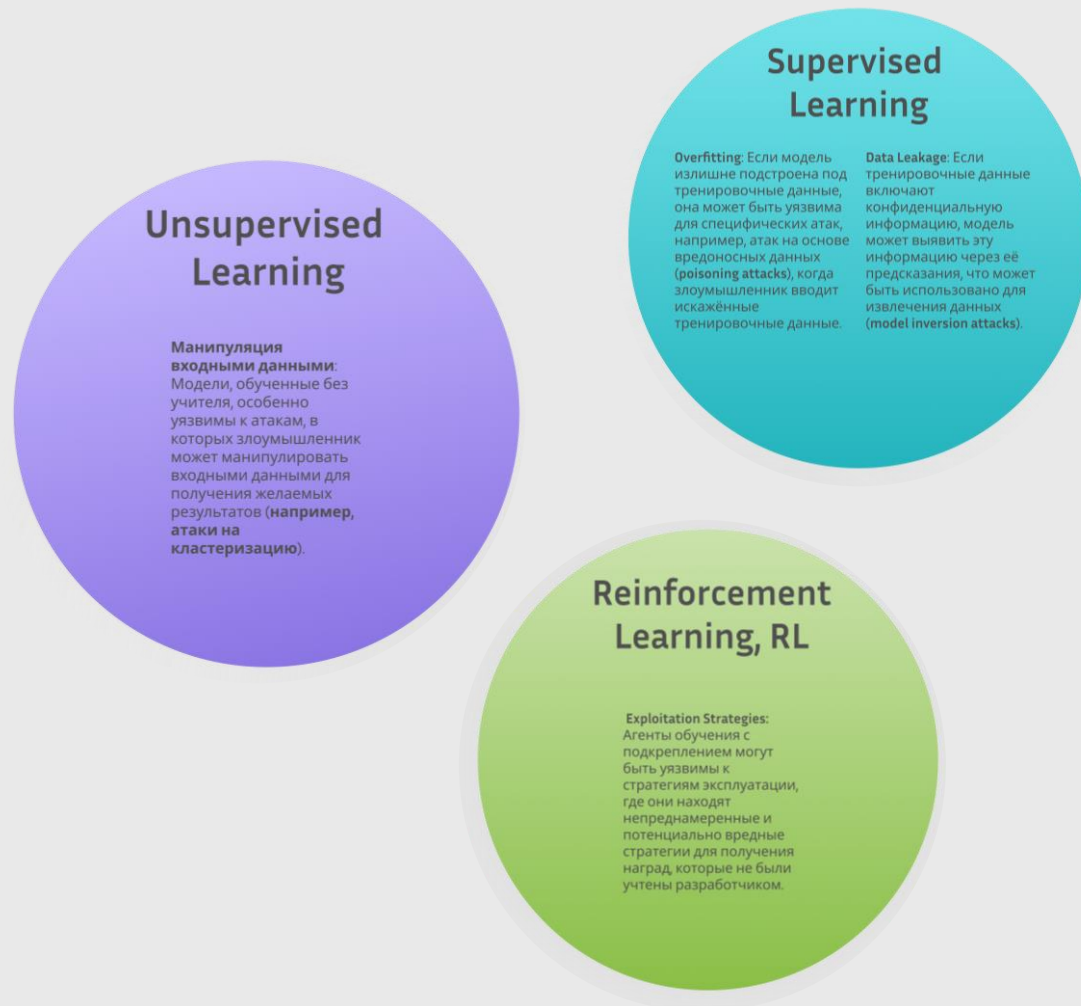 Unsupervised
Learning
Манипуляция
входными данными:
Модели, обученные без
учителя, особенно
уязвимы к атакам, в
которых злоумышленник
может манипулировать
входными данными для
получения желаемых
результатов (например,
атаки на
кластеризацию).
Supervised
Learning
Overfitting: Если модель
излишне подстроена под
тренировочные данные,
она может быть уязвима
для специфических атак,
например, атак на основе
вредоносных данных
(poisoning attacks), когда
злоумышленник вводит
искажённые
тренировочные данные.
Data Leakage: Если
тренировочные данные
включают
конфиденциальную
информацию, модель
может выявить эту
информацию через её
предсказания, что может
быть использовано для
извлечения данных
(model inversion attacks).
Reinforcement
Learning, RL
Exploitation Strategies:
Агенты обучения с
подкреплением могут
быть уязвимы к
стратегиям эксплуатации,
где они находят
непреднамеренные и
потенциально вредные
стратегии для получения
наград, которые не были
учтены разработчиком.